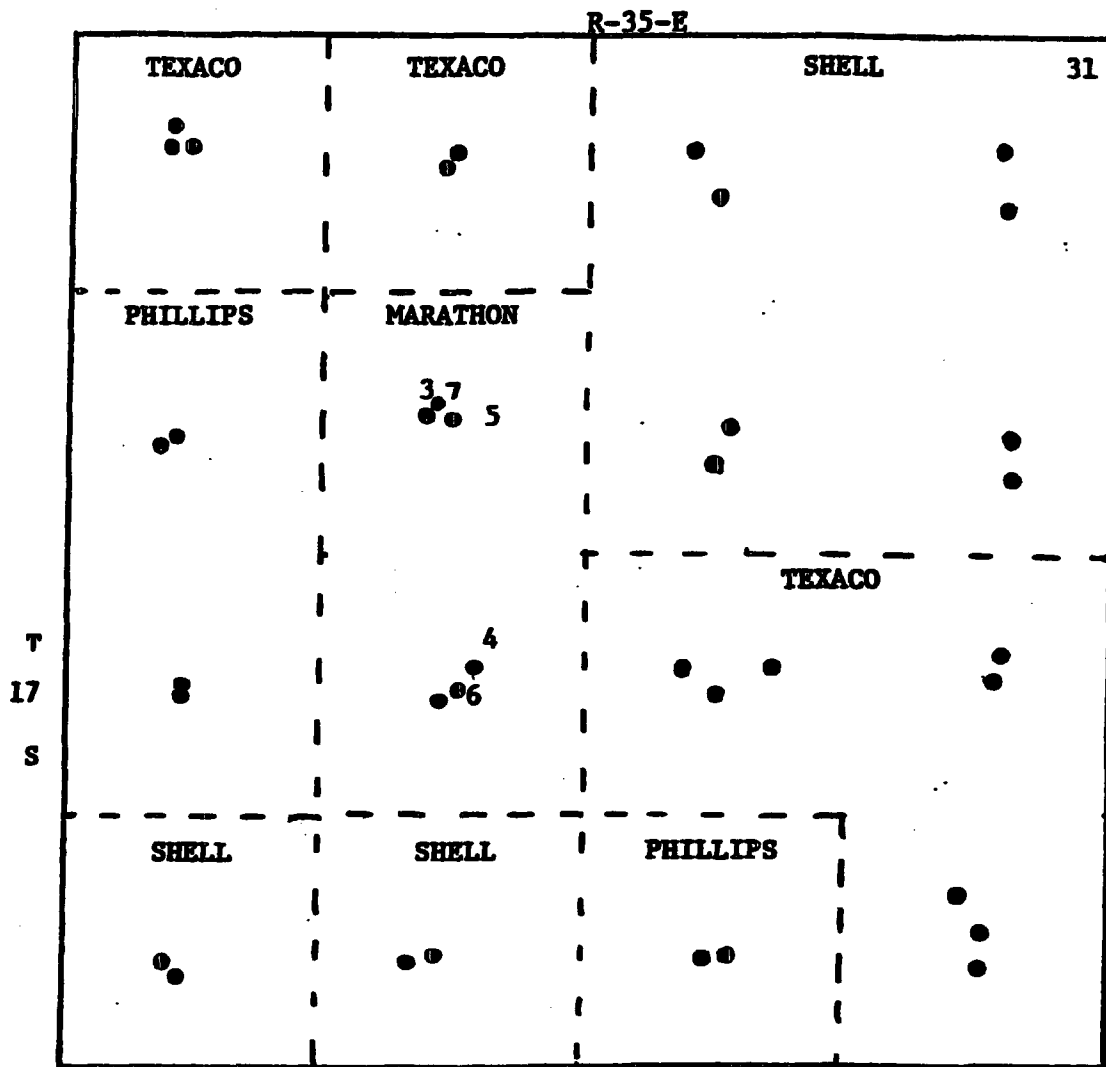 R-35-E
TEXACO TEXACO SHELL 31
PHILLIPS MARATHON
3 7
5
TEXACO
4
T
17
6
S
SHELL SHELL PHILLIPS